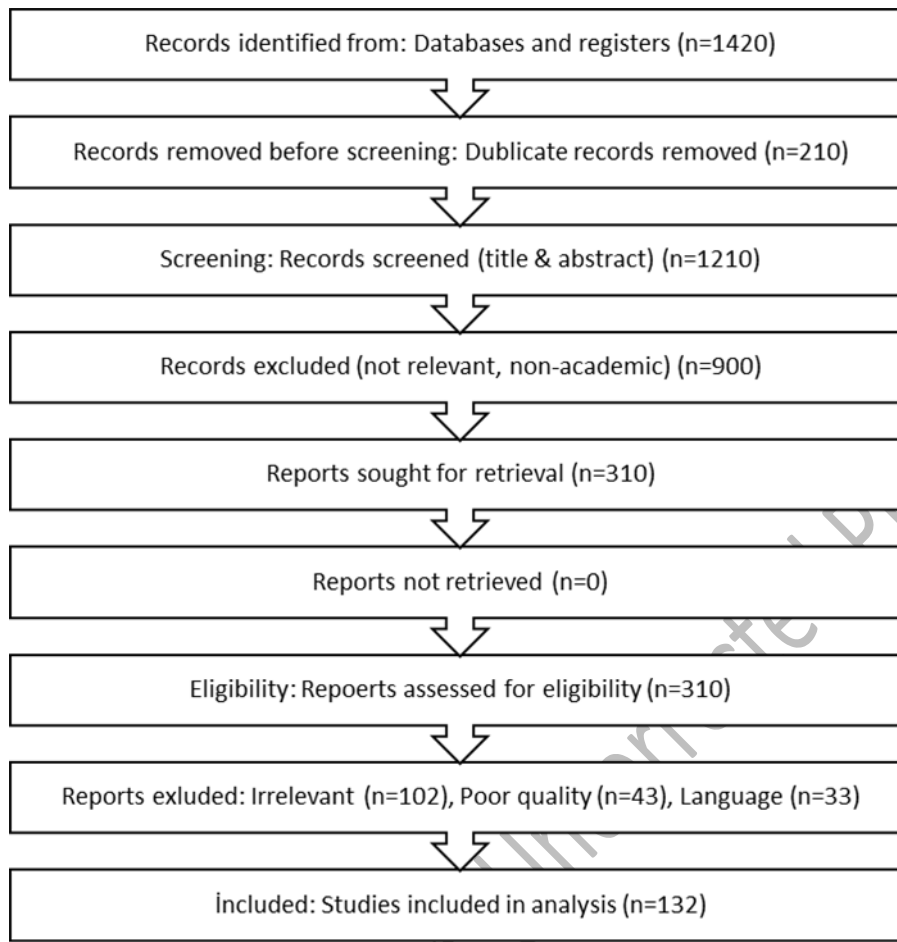 Records identified from: Databases and registers (n=1420)
Records removed before screening: Dublicate records removed (n=210)
Screening: Records screened (title & abstract) (n=1210)
Records excluded (not relevant, non-academic) (n=900)
Reports sought for retrieval (n=310)
Reports not retrieved (n=0)
Eligibility: Repoerts assessed for eligibility (n=310)
Reports exluded: Irrelevant (n=102), Poor quality (n=43), Language (n=33)
İncluded: Studies included in analysis (n=132)